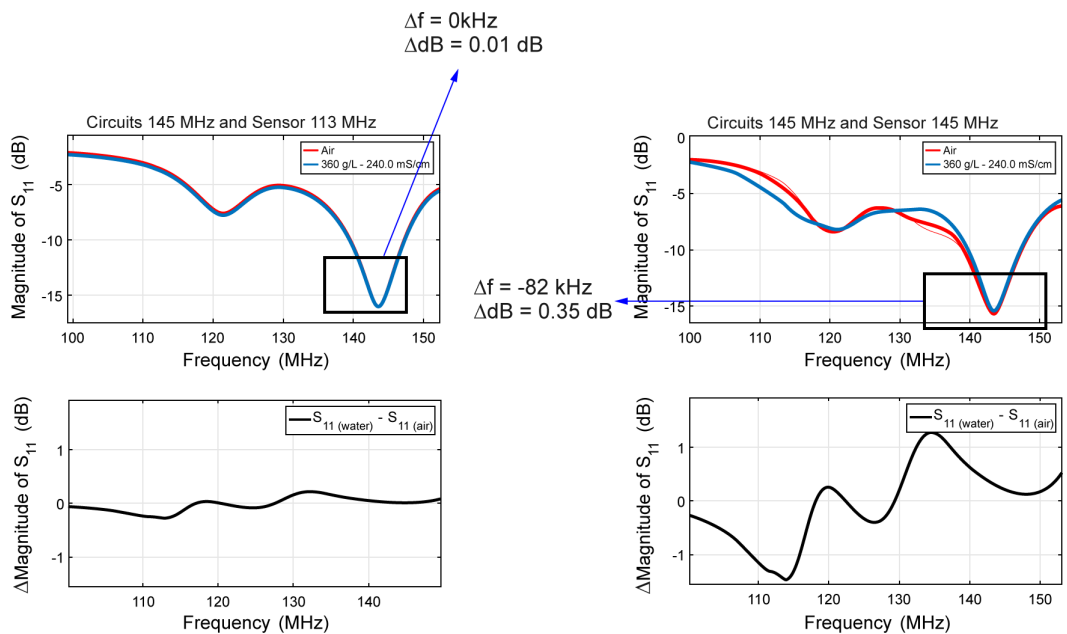 Δf = 0kHz
ΔdB = 0.01 dB
Circuits 145 MHz and Sensor 113 MHz
Magnitude of S11 (dB)
Air
360 g/L - 240.0 mS/cm
-5
-10
-15
100 110 120 130 140 150
Frequency (MHz)
Circuits 145 MHz and Sensor 145 MHz
Magnitude of S11 (dB)
Air
360 g/L - 240.0 mS/cm
0
-5
-10
-15
100 110 120 130 140 150
Frequency (MHz)
Δf = -82 kHz
ΔdB = 0.35 dB
ΔMagnitude of S11 (dB)
S11 (water) - S11 (air)
1
0
-1
110 120 130 140
Frequency (MHz)
ΔMagnitude of S11 (dB)
S11 (water) - S11 (air)
1
0
-1
110 120 130 140 150
Frequency (MHz)